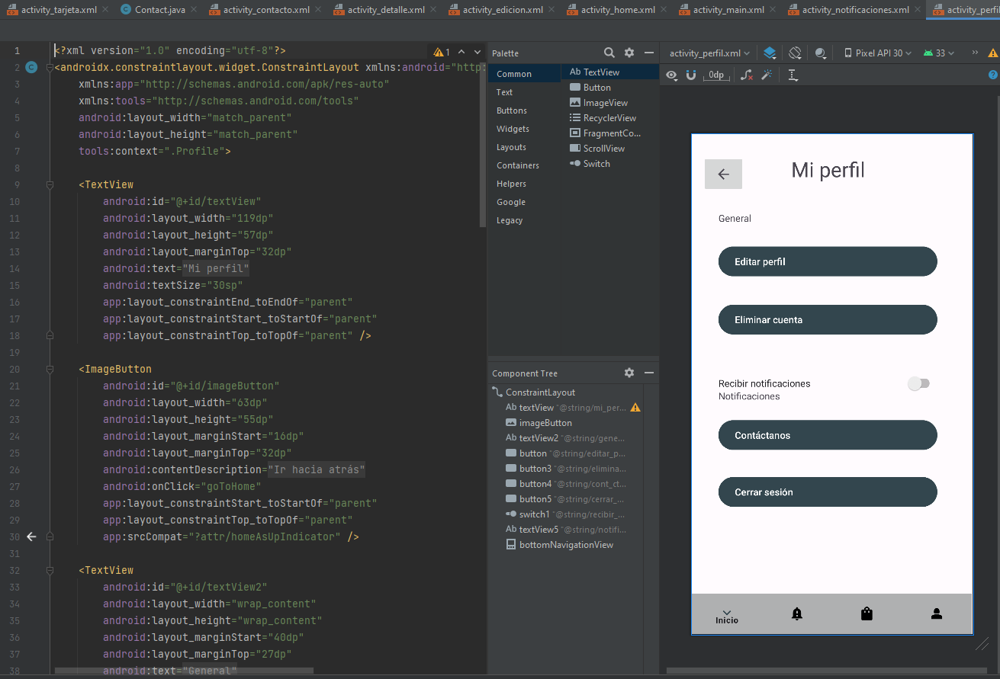 activity_tarjeta.xml × Contact.java × activity_contacto.xml × activity_detalle.xml × activity_edicion.xml × activity_home.xml × activity_main.xml × activity_notificaciones.xml × activity_perfil
1 <?xml version="1.0" encoding="utf-8"?>
1
2 <androidx.constraintlayout.widget.ConstraintLayout xmlns:android="http:
3 xmlns:app="http://schemas.android.com/apk/res-auto"
4 xmlns:tools="http://schemas.android.com/tools"
5 android:layout_width="match_parent"
6 android:layout_height="match_parent"
7 tools:context=".Profile">
8
9 <TextView
10 android:id="@+id/textView"
11 android:layout_width="119dp"
12 android:layout_height="57dp"
13 android:layout_marginTop="32dp"
14 android:text="Mi perfil"
15 android:textSize="30sp"
16 app:layout_constraintEnd_toEndOf="parent"
17 app:layout_constraintStart_toStartOf="parent"
18 app:layout_constraintTop_toTopOf="parent" />
19
20 <ImageButton
21 android:id="@+id/imageButton"
22 android:layout_width="63dp"
23 android:layout_height="55dp"
24 android:layout_marginStart="16dp"
25 android:layout_marginTop="32dp"
26 android:contentDescription="Ir hacia atrás"
27 android:onClick="goToHome"
28 app:layout_constraintStart_toStartOf="parent"
29 app:layout_constraintTop_toTopOf="parent"
30 app:srcCompat="?attr/homeAsUpIndicator" />
31
32 <TextView
33 android:id="@+id/textView2"
34 android:layout_width="wrap_content"
35 android:layout_height="wrap_content"
36 android:layout_marginStart="40dp"
37 android:layout_marginTop="27dp"
38 android:text="General"
Palette
Common
Text
Buttons
Widgets
Layouts
Containers
Helpers
Google
Legacy
Ab TextView
Button
ImageView
RecyclerView
FragmentCo...
ScrollView
Switch
Component Tree
ConstraintLayout
Ab textView "@string/mi_per...
imageButton
Ab textView2 "@string/gene...
button "@string/editar_p...
button3 "@string/elimina...
button4 "@string/cont_ct...
button5 "@string/cerrar_...
switch1 "@string/recibir_...
Ab textView5 "@string/notifi...
bottomNavigationView
activity_perfil.xml Pixel API 30 33 »
0dp
Mi perfil
General
Editar perfil
Eliminar cuenta
Recibir notificaciones
Notificaciones
Contáctanos
Cerrar sesión
Inicio